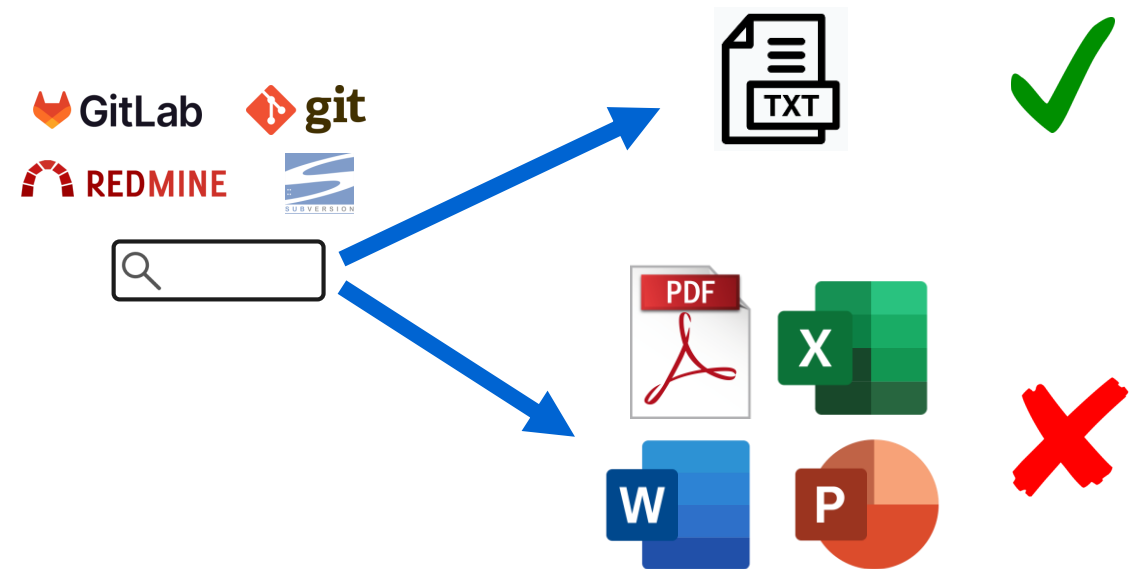 GitLab
git
REDMINE
SUBVERSION
TXT
PDF
X
W
P